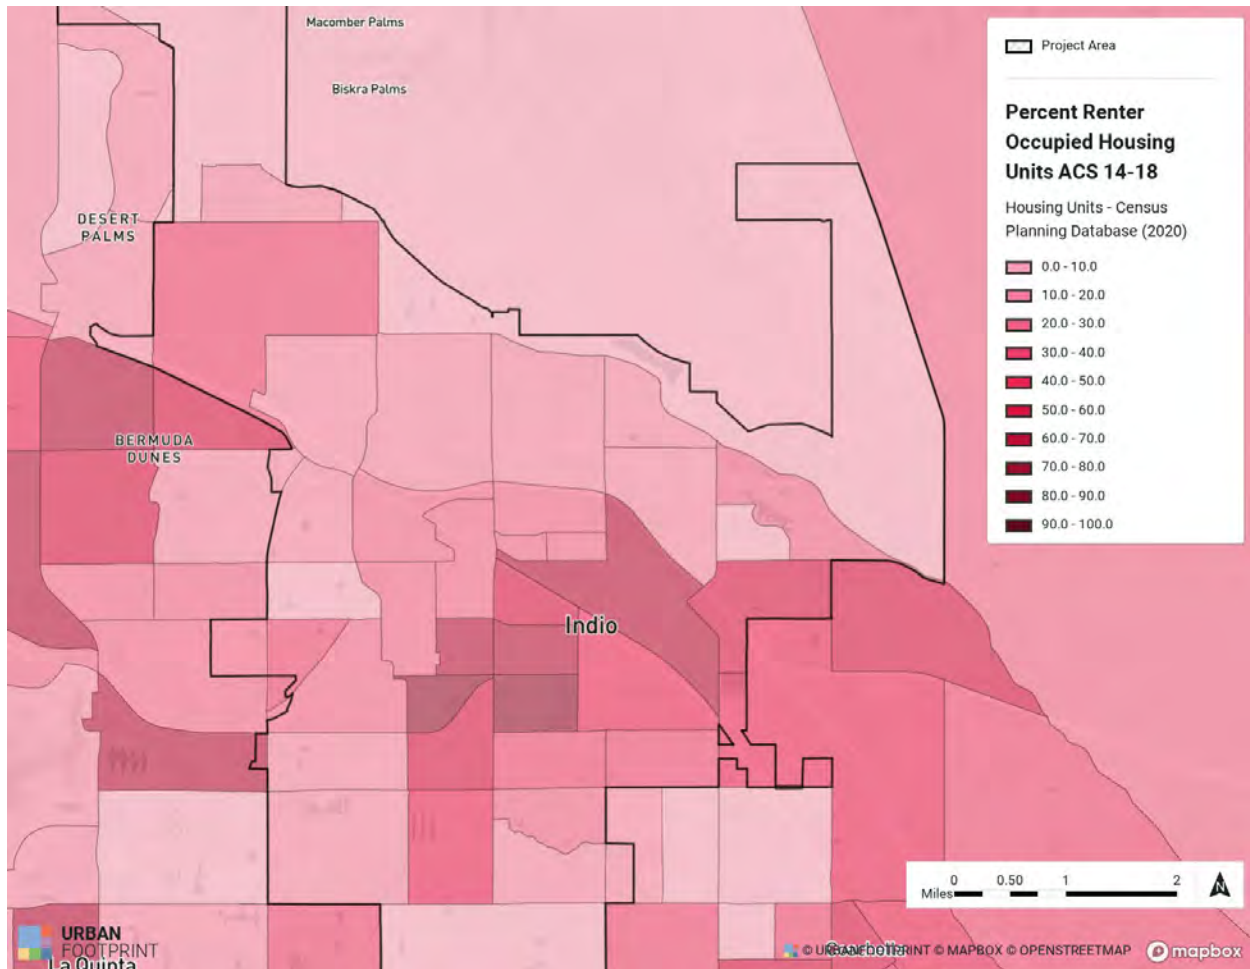 Macomber Palms
Biskra Palms
DESERT
PALMS
BERMUDA
DUNES
Indio
Project Area
Percent Renter
Occupied Housing
Units ACS 14-18
Housing Units - Census
Planning Database (2020)
0.0 - 10.0
10.0 - 20.0
20.0 - 30.0
30.0 - 40.0
40.0 - 50.0
50.0 - 60.0
60.0 - 70.0
70.0 - 80.0
80.0 - 90.0
90.0 - 100.0
0 0.50 1 2
Miles
N
URBAN
FOOTPRINT
La Quinta
© URBAN FOOTPRINT © MAPBOX © OPENSTREETMAP
mapbox